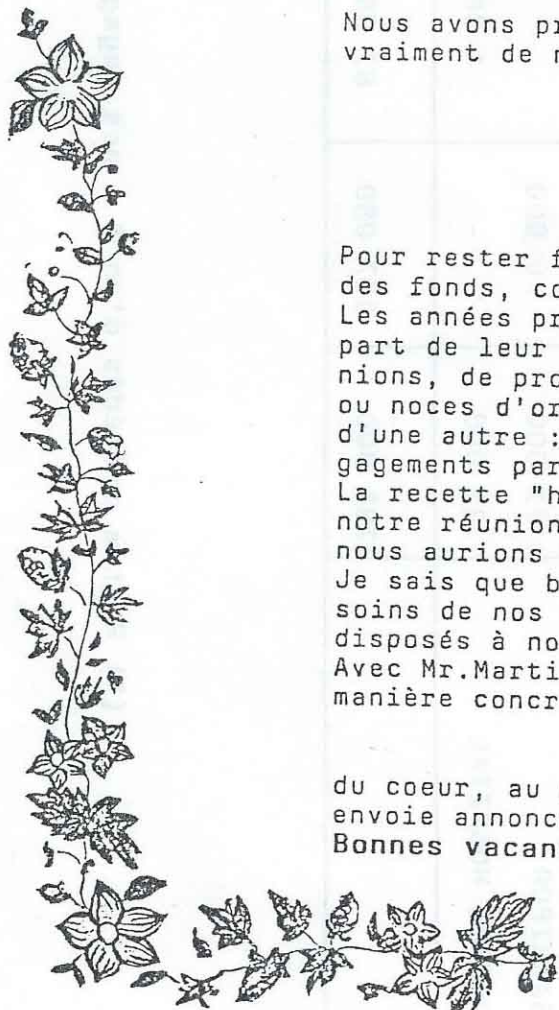 Nous avons pr
vraiment de r
Pour rester f
des fonds, co
Les années pr
part de leur
nions, de pro
ou noces d'or
d'une autre :
gagements par
La recette "h
notre réunion
nous aurions
Je sais que b
soins de nos
disposés à no
Avec Mr.Marti
manière concr
du coeur, au
envoie annonc
Bonnes vacan